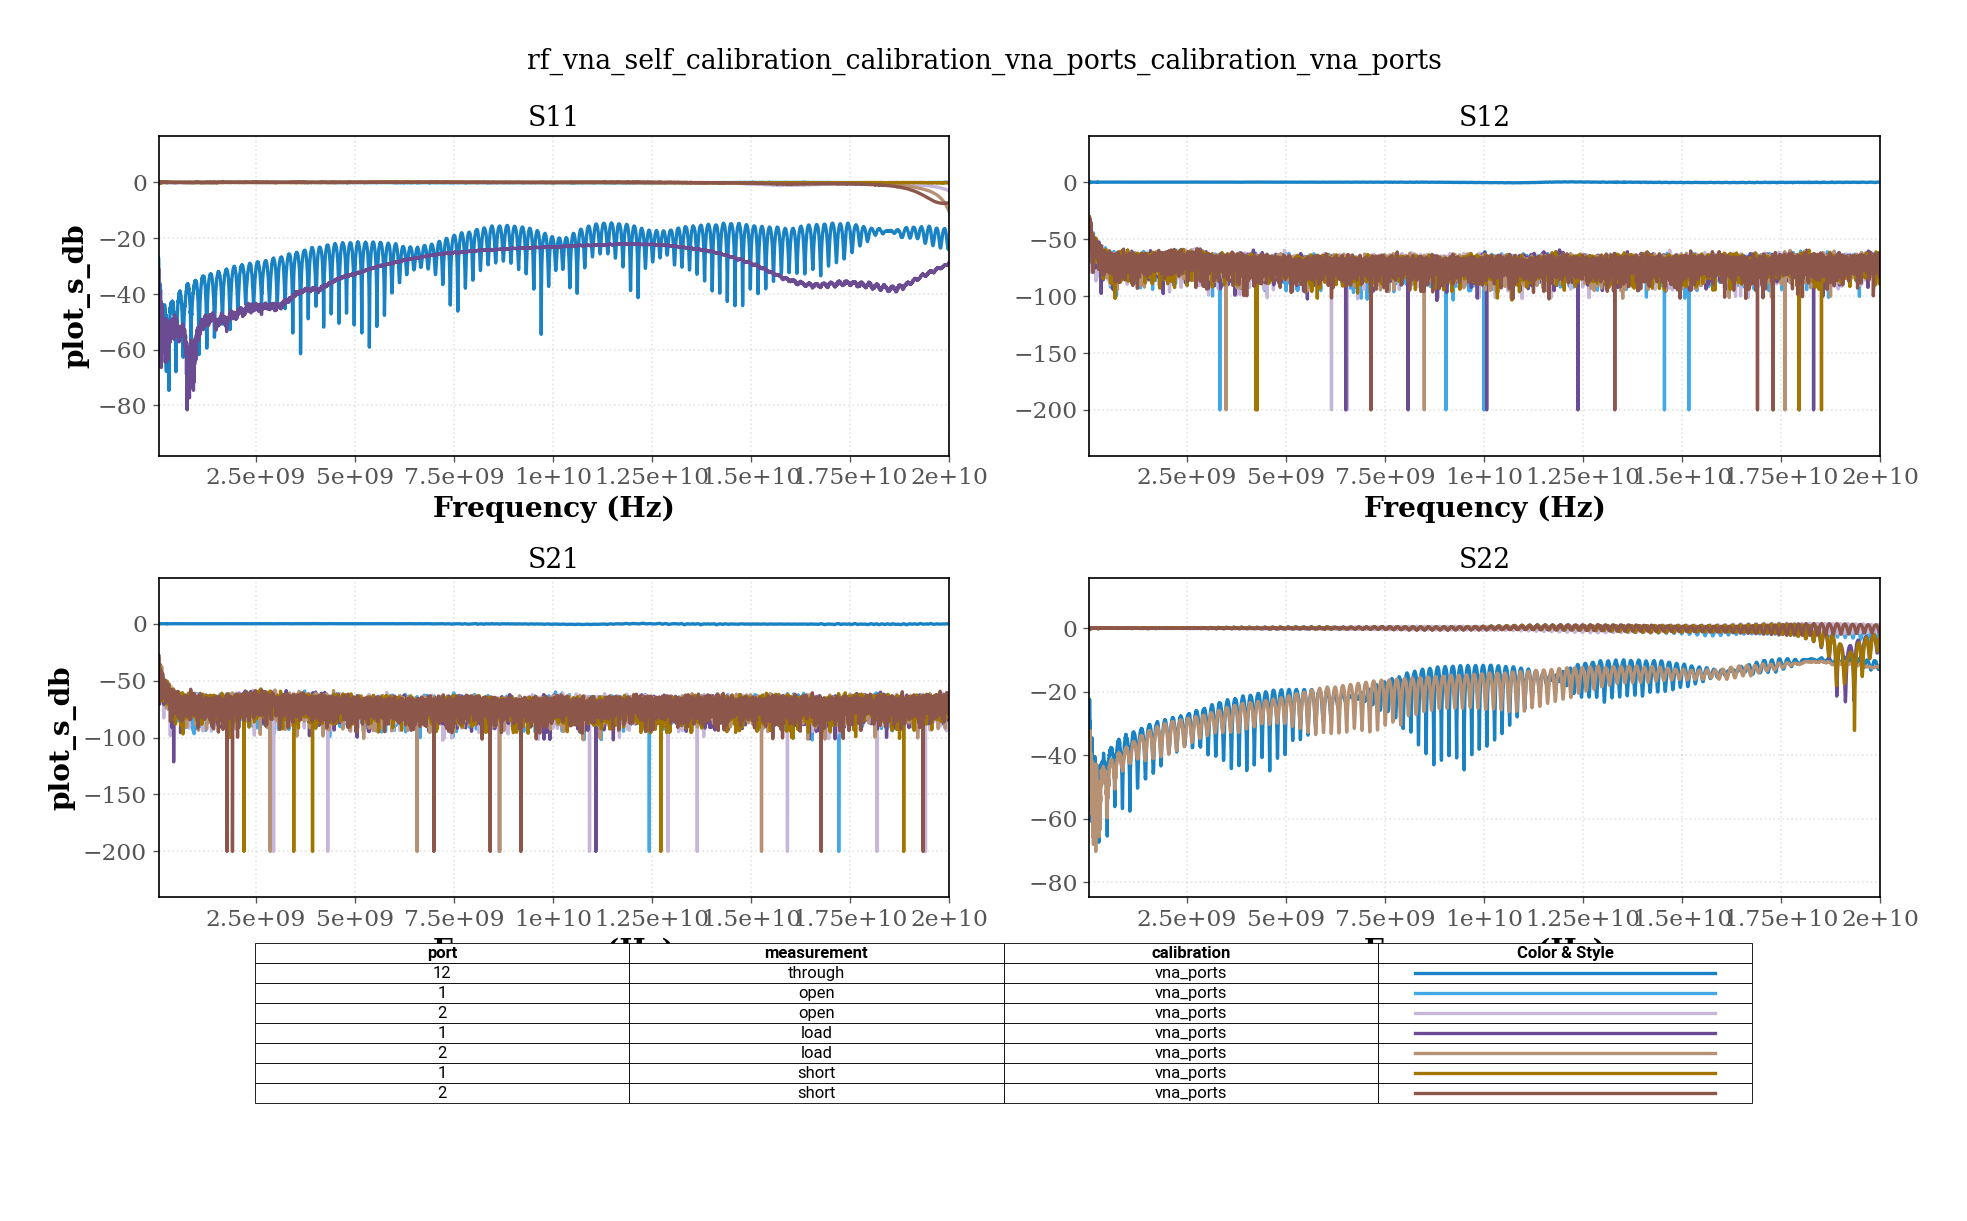 rf_vna_self_calibration_calibration_vna_ports_calibration_vna_ports
S11
plot_s_db
0
−20
−40
−60
−80
2.5e+09 5e+09 7.5e+09 1e+10 1.25e+10 1.5e+10 1.75e+10 2e+10
Frequency (Hz)
S12
0
−50
−100
−150
−200
2.5e+09 5e+09 7.5e+09 1e+10 1.25e+10 1.5e+10 1.75e+10 2e+10
Frequency (Hz)
S21
plot_s_db
0
−50
−100
−150
−200
2.5e+09 5e+09 7.5e+09 1e+10 1.25e+10 1.5e+10 1.75e+10 2e+10
Frequency (Hz)
S22
0
−20
−40
−60
−80
2.5e+09 5e+09 7.5e+09 1e+10 1.25e+10 1.5e+10 1.75e+10 2e+10
Frequency (Hz)
port measurement calibration Color & Style
12 through vna_ports
1 open vna_ports
2 open vna_ports
1 load vna_ports
2 load vna_ports
1 short vna_ports
2 short vna_ports